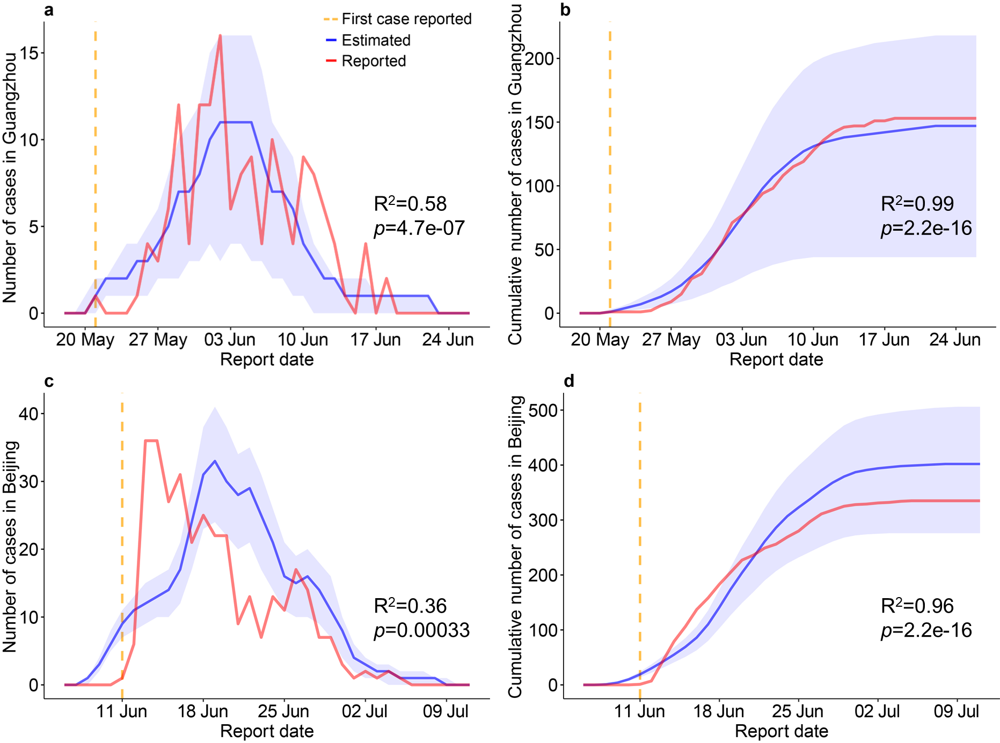 a
First case reported
Estimated
Reported
Number of cases in Guangzhou
15
10
5
0
R2=0.58
p=4.7e-07
20 May 27 May 03 Jun 10 Jun 17 Jun 24 Jun
Report date
b
Cumulative number of cases in Guangzhou
200
150
100
50
0
R2=0.99
p=2.2e-16
20 May 27 May 03 Jun 10 Jun 17 Jun 24 Jun
Report date
c
Number of cases in Beijing
40
30
20
10
0
R2=0.36
p=0.00033
11 Jun 18 Jun 25 Jun 02 Jul 09 Jul
Report date
d
Cumulative number of cases in Beijing
500
400
300
200
100
0
R2=0.96
p=2.2e-16
11 Jun 18 Jun 25 Jun 02 Jul 09 Jul
Report date